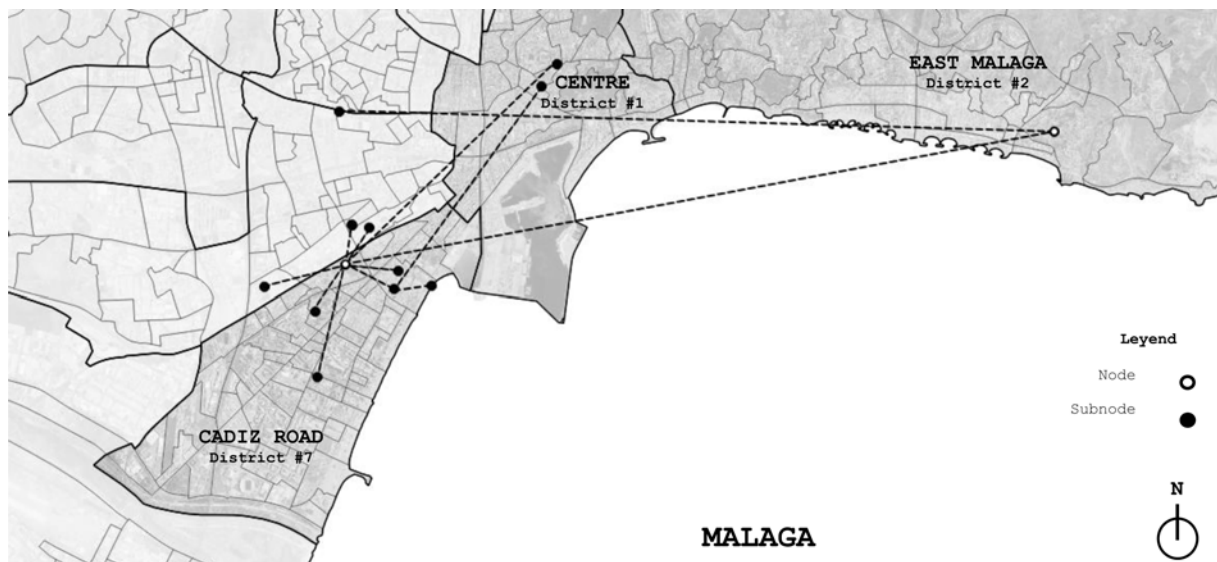 EAST MALAGA
District #2
CENTRE
District #1
Leyend
Node
Subnode
CADIZ ROAD
District #7
N
MALAGA